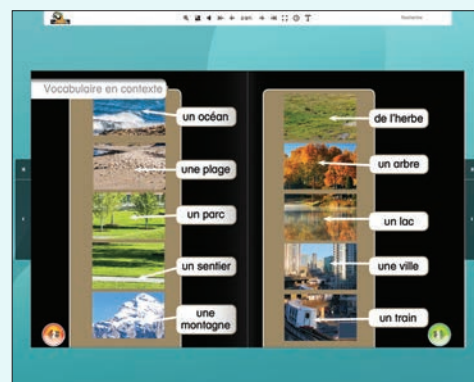 Vocabulaire en contexte
un océan
une plage
un parc
un sentier
une
montagne
de l'herbe
un arbre
un lac
une ville
un train